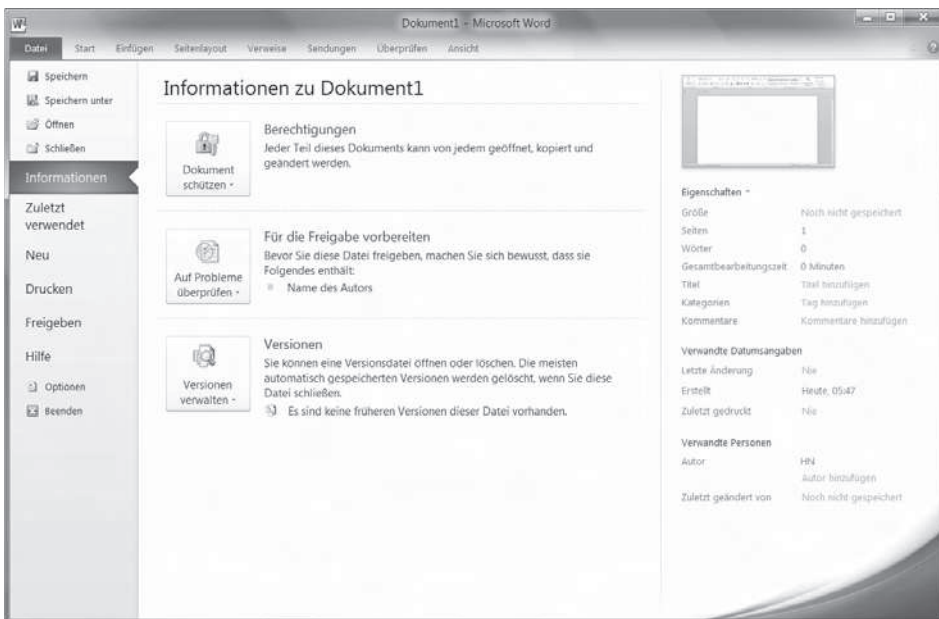 Dokument1 - Microsoft Word
Datei Start Einfügen Seitenlayout Verweise Sendungen Überprüfen Ansicht
Speichern
Speichern unter
Öffnen
Schließen
Informationen
Zuletzt
verwendet
Neu
Drucken
Freigeben
Hilfe
Optionen
Beenden
Informationen zu Dokument1
Dokument
schützen
Berechtigungen
Jeder Teil dieses Dokuments kann von jedem geöffnet, kopiert und
geändert werden.
Auf Probleme
überprüfen
Für die Freigabe vorbereiten
Bevor Sie diese Datei freigeben, machen Sie sich bewusst, dass sie
Folgendes enthält:
Name des Autors
Versionen
verwalten
Versionen
Sie können eine Versionsdatei öffnen oder löschen. Die meisten
automatisch gespeicherten Versionen werden gelöscht, wenn Sie diese
Datei schließen.
Es sind keine früheren Versionen dieser Datei vorhanden.
Eigenschaften
Größe Noch nicht gespeichert
Seiten 1
Wörter 0
Gesamtbearbeitungszeit 0 Minuten
Titel Titel hinzufügen
Kategorien Tag hinzufügen
Kommentare Kommentare hinzufügen
Verwandte Datumsangaben
Letzte Änderung Nie
Erstellt Heute, 05:47
Zuletzt gedruckt Nie
Verwandte Personen
Autor HN
Autor hinzufügen
Zuletzt geändert von Noch nicht gespeichert